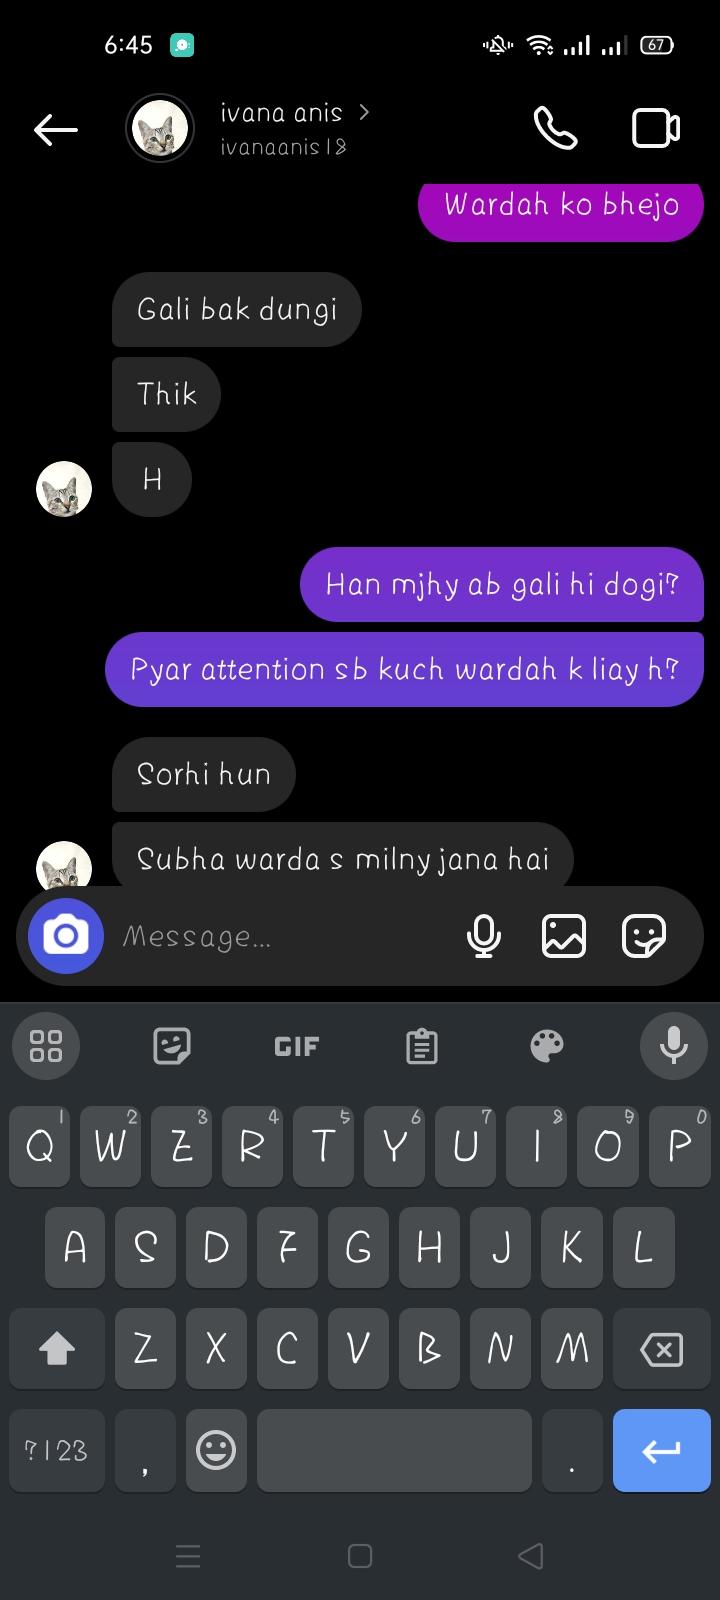 6:45
67
ivana anis
ivanaanis18
Wardah ko bhejo
Gali bak dungi
Thik
H
Han mjhy ab gali hi dogi?
Pyar attention sb kuch wardah k liay h?
Sorhi hun
Subha warda s milny jana hai
Message...
GIF
1 2 3 4 5 6 7 8 9 0
Q W E R T Y U I O P
A S D F G H J K L
Z X C V B N M
?123 , .